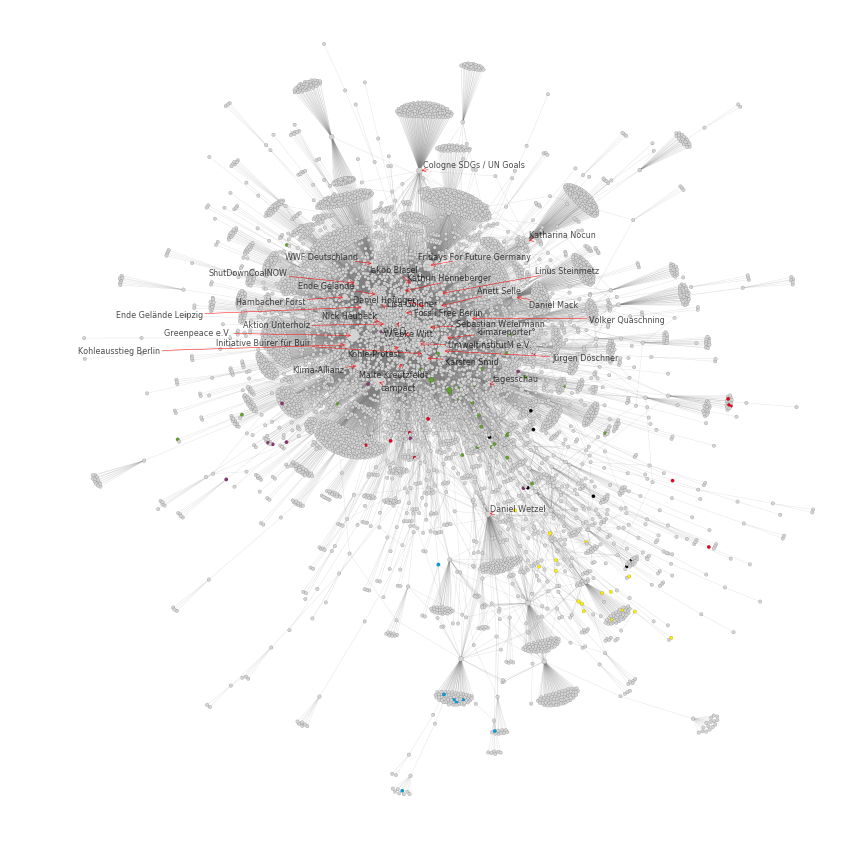 Cologne SDGs / UN Goals
Katharina Nocun
WWF Deutschland
Fridays For Future Germany
Jakob Blasel
ShutDownCoalNOW
Linus Steinmetz
Kathrin Henneberger
Ende Gelände
Anett Selle
Hambacher Forst
Daniel Hofinger
Daniel Mack
Ende Gelände Leipzig
Nick Heubeck
Fossil Free Berlin
Volker Quaschning
Aktion Unterholz
Sebastian Weiermann
Greenpeace e.V.
Wiebke Witt
klimareporter°
Initiative Buirer für Buir
UmweltinstitutM e.V.
Kohleausstieg Berlin
Kohle-Protest
Jürgen Döschner
Karsten Smid
Klima-Allianz
Malte Kreutzfeldt
tagesschau
campact
Daniel Wetzel